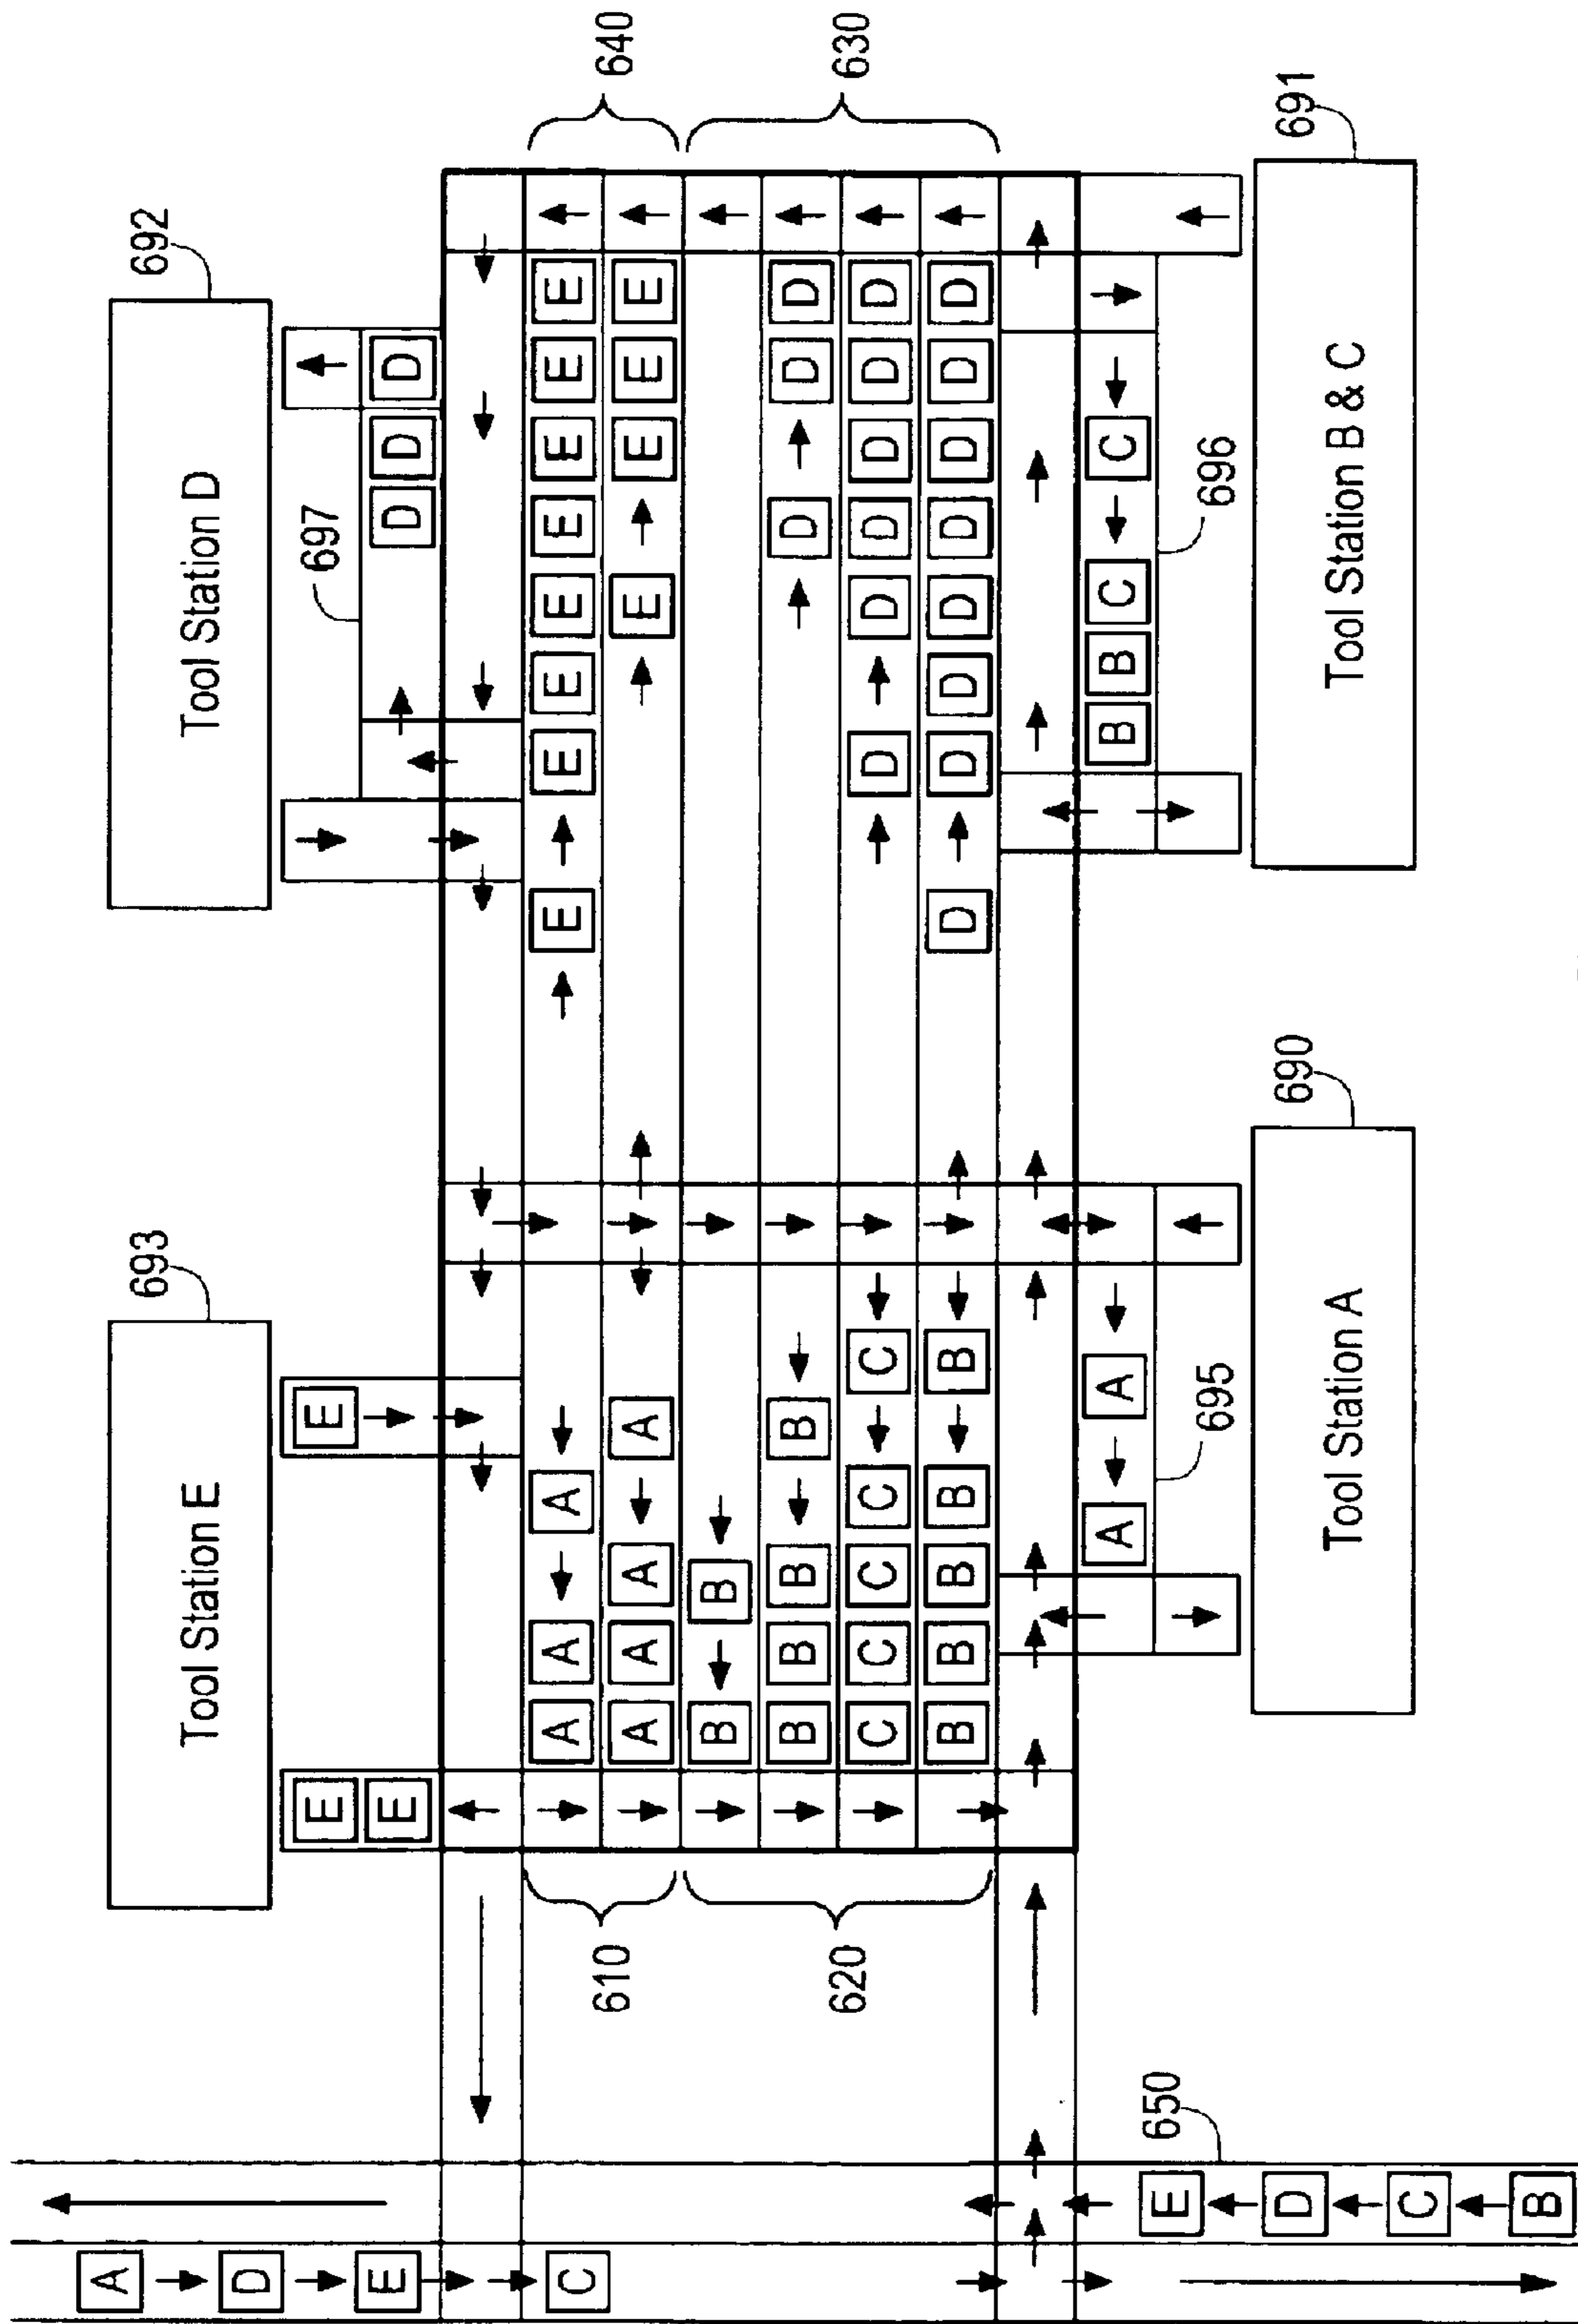 A
693
692
Tool Station E
Tool Station D
D
E
E
697
E
E
D D D
C
A A A
E E E E E E E E
610
640
A A A A
E E E E
B B
B B B B
D D D
620
630
C C C C C
D D D D D D
B B B B B
D D D D D D D D
A A
B B C C
650
E
695
696
D
690
691
Tool Station A
Tool Station B & C
C
B